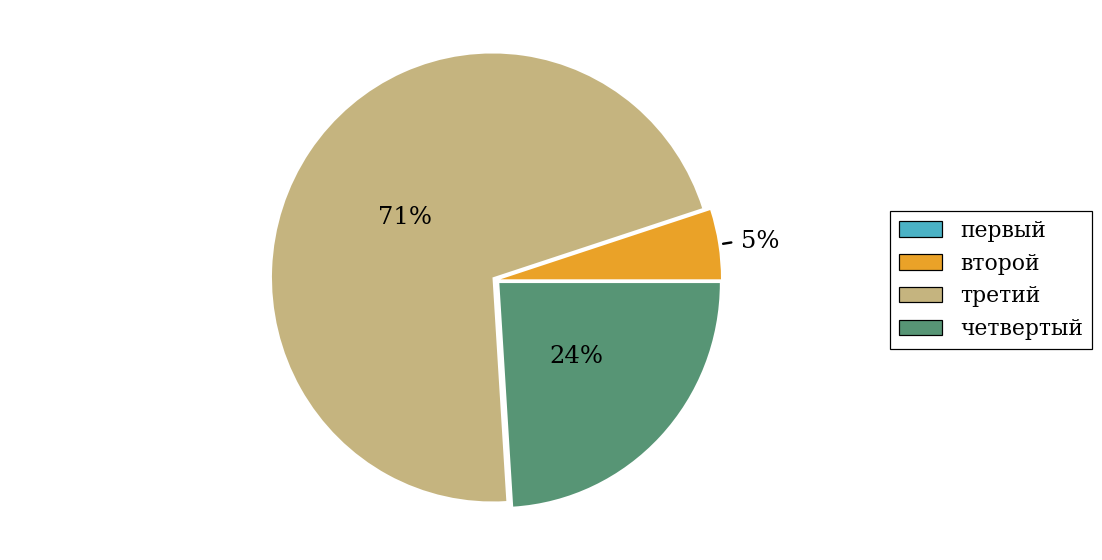 71%
5%
24%
первый
второй
третий
четвертый